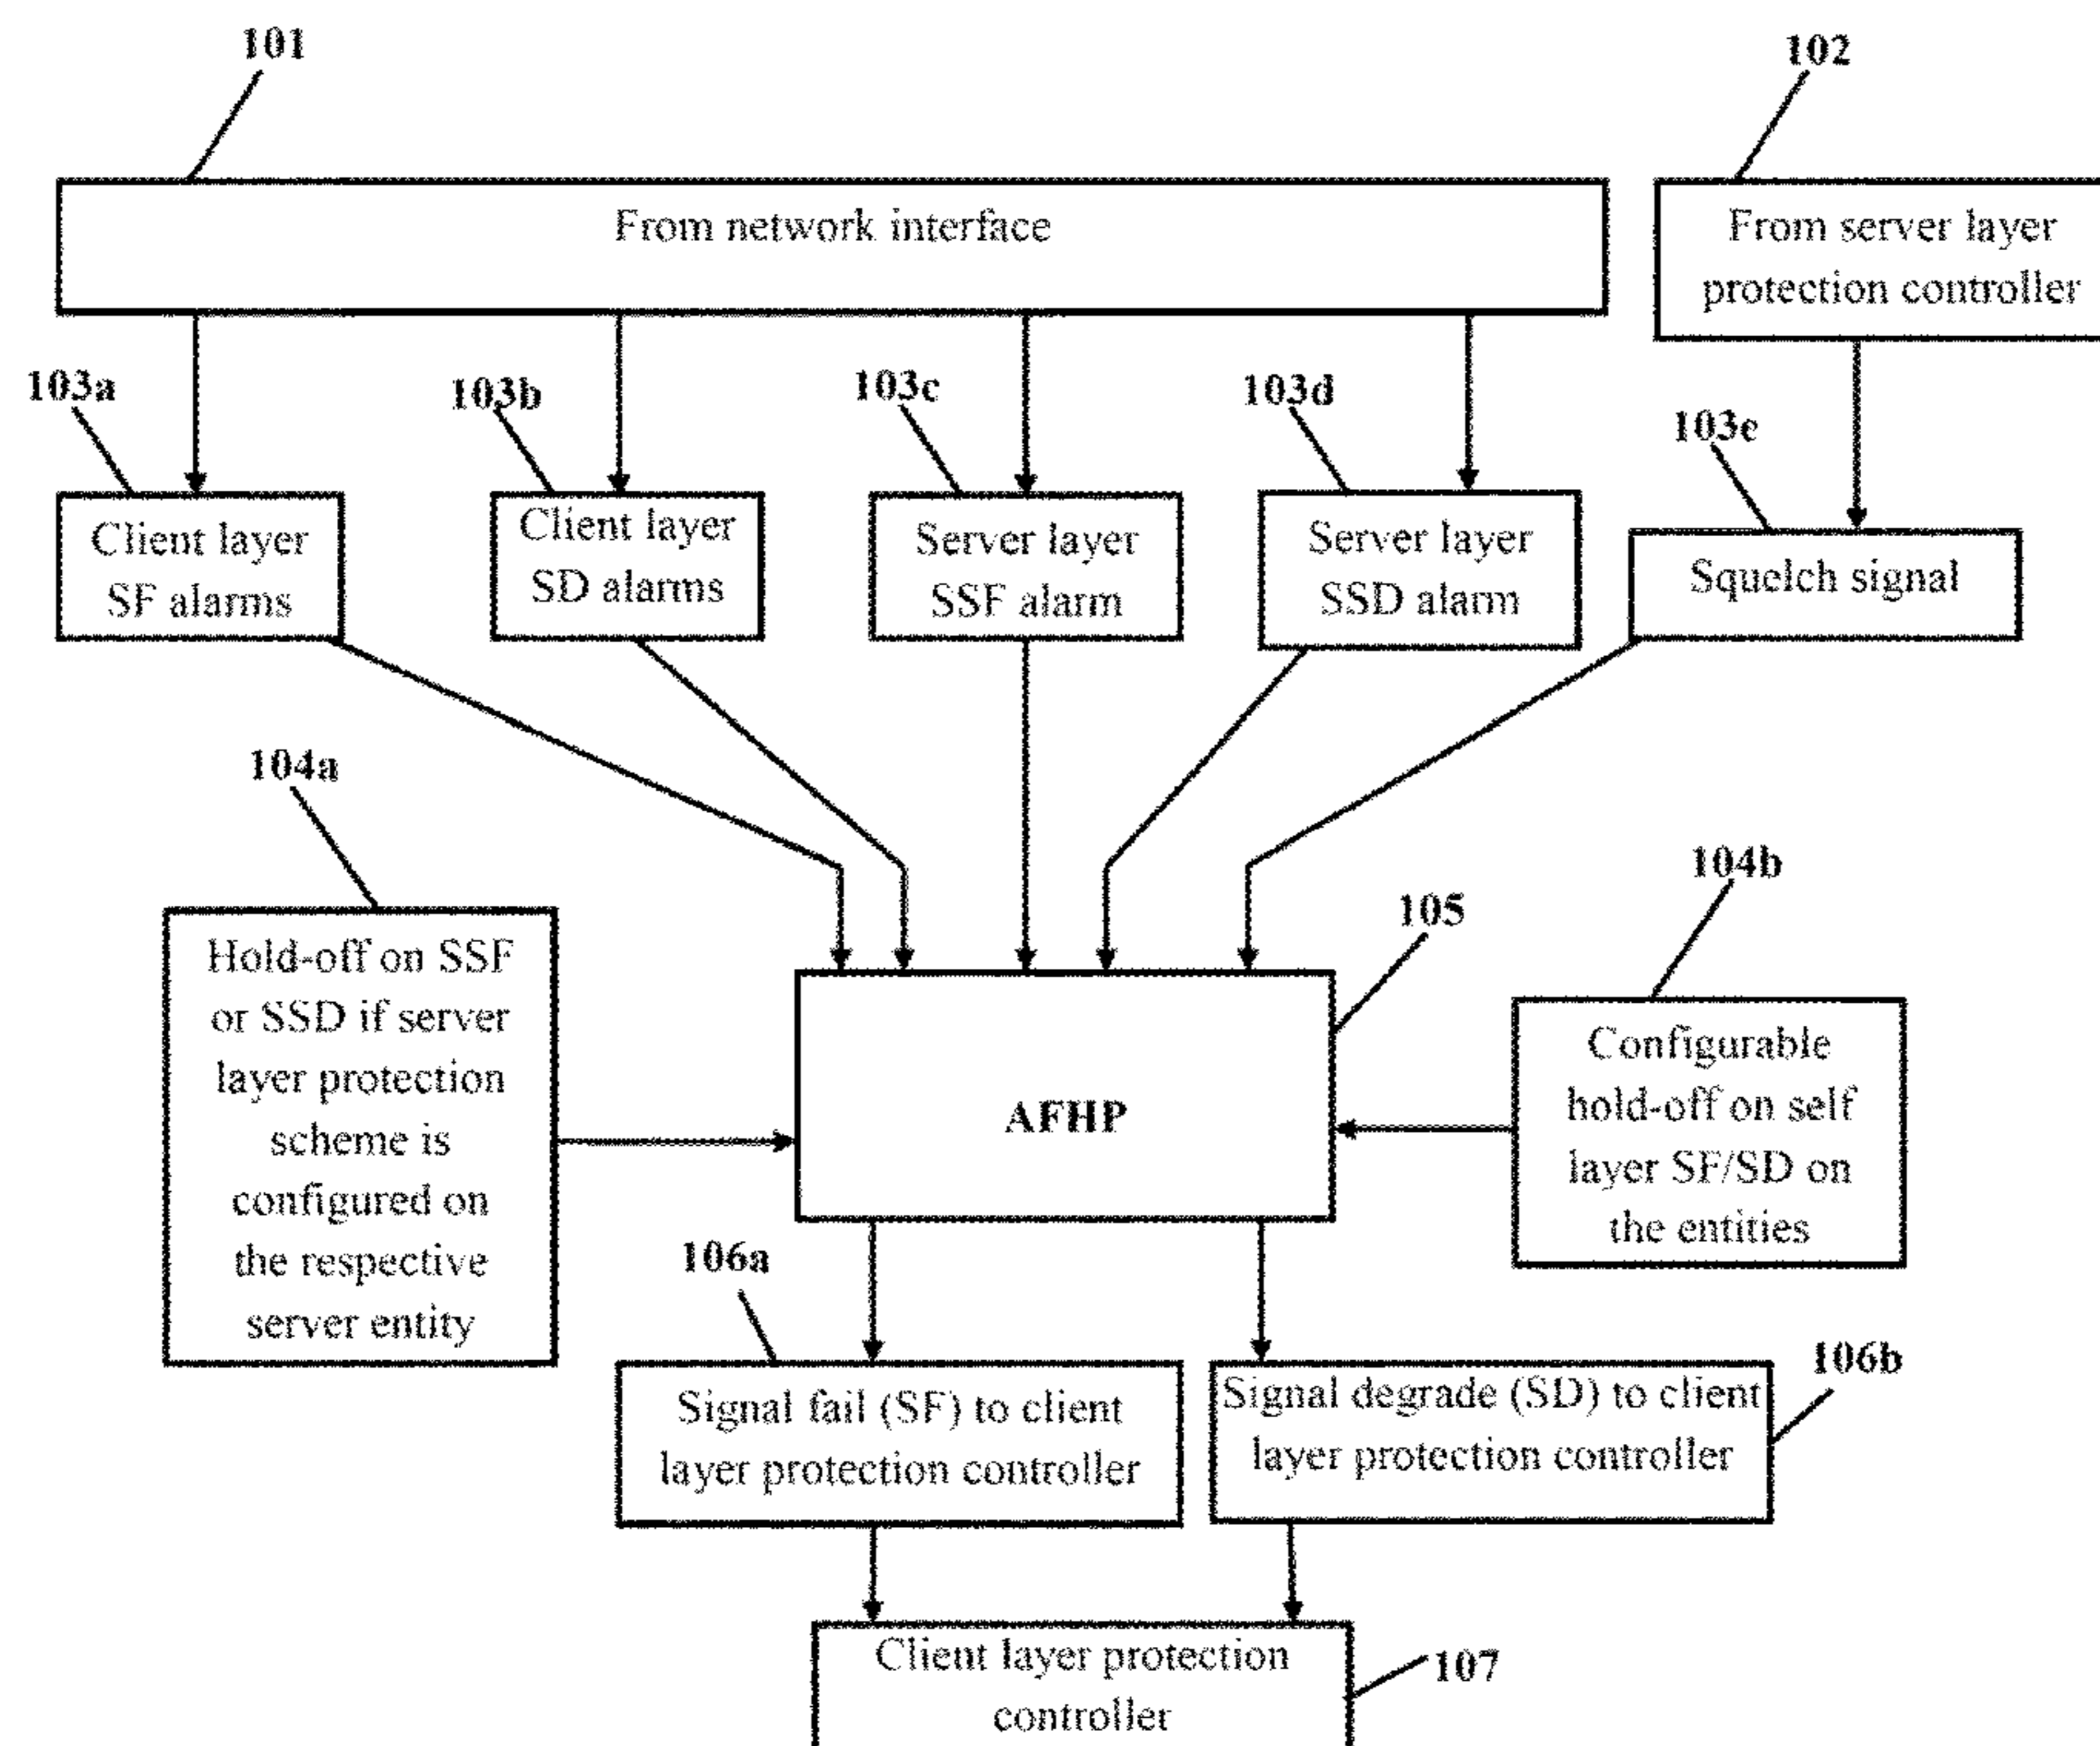 101
102
From network interface
From server layer
protection controller
103a
103b
103c
103d
103e
Client layer
SF alarms
Client layer
SD alarms
Server layer
SSF alarm
Server layer
SSD alarm
Squelch signal
104a
104b
105
Hold-off on SSF
or SSD if server
layer protection
scheme is
configured on
the respective
server entity
AFHP
Configurable
hold-off on self
layer SF/SD on
the entities
106a
106b
Signal fail (SF) to client
layer protection controller
Signal degrade (SD) to client
layer protection controller
Client layer protection
controller
107